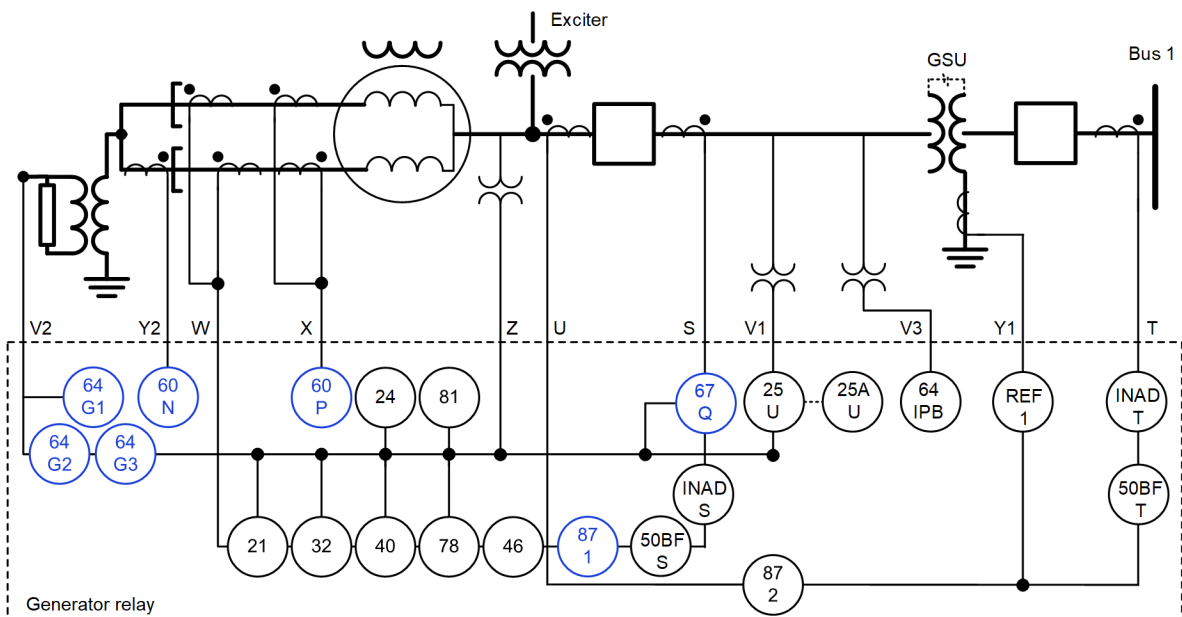 Exciter
GSU
Bus 1
V2
Y2
W
X
Z
U
S
V1
V3
Y1
T
64
G1
60
N
60
P
24
81
67
Q
25
U
25A
U
64
IPB
REF
1
INAD
T
64
G2
64
G3
INAD
S
50BF
T
21
32
40
78
46
87
1
50BF
S
87
2
Generator relay